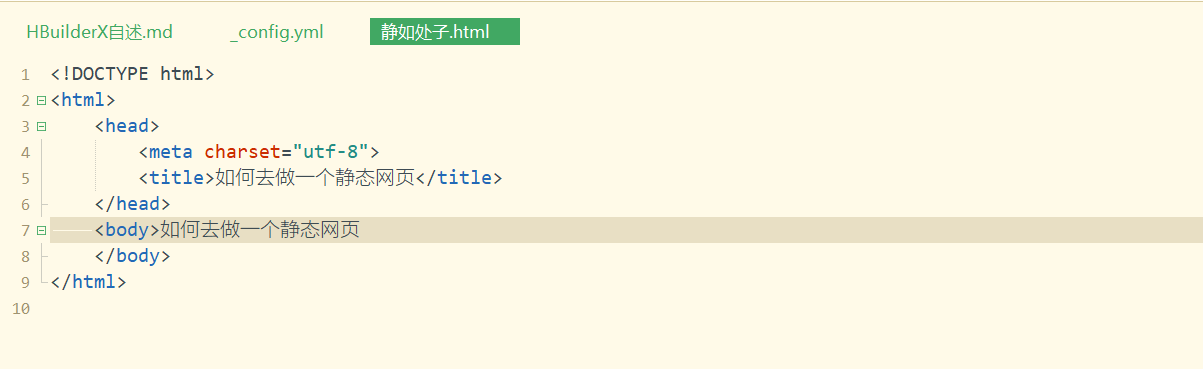 HBuilderX自述.md _config.yml 静如处子.html
1 <!DOCTYPE html>
2 <html>
3 <head>
4 <meta charset="utf-8">
5 <title>如何去做一个静态网页</title>
6 </head>
7 <body>如何去做一个静态网页
8 </body>
9 </html>
10